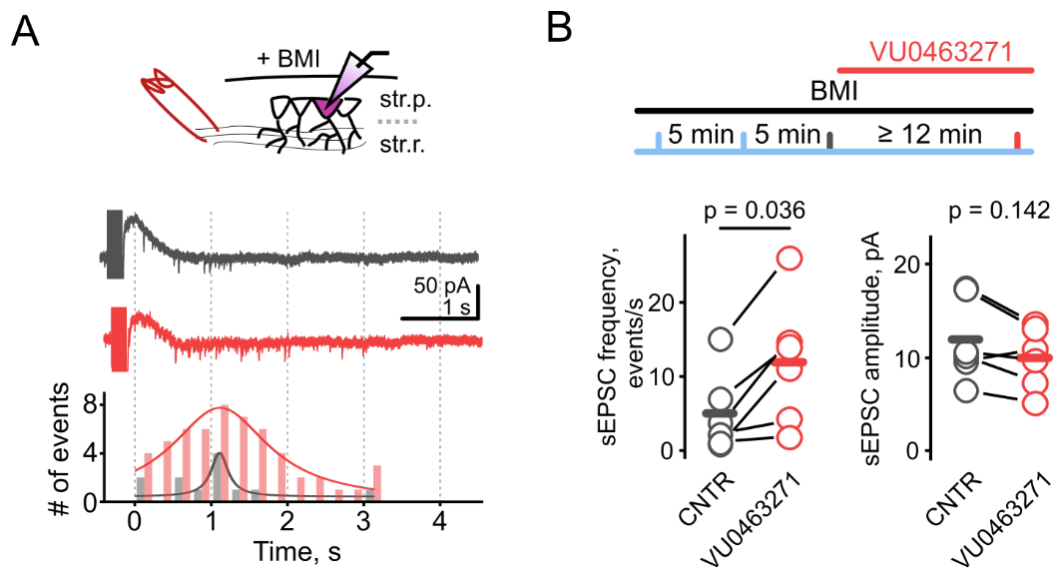 A
+ BMI
str.p.
str.r.
50 pA
1 s
# of events
8
4
0
0 1 2 3 4
Time, s
B
VU0463271
BMI
5 min 5 min ≥ 12 min
p = 0.036
sEPSC frequency,
events/s
20
10
0
CNTR
VU0463271
p = 0.142
sEPSC amplitude, pA
20
10
0
CNTR
VU0463271